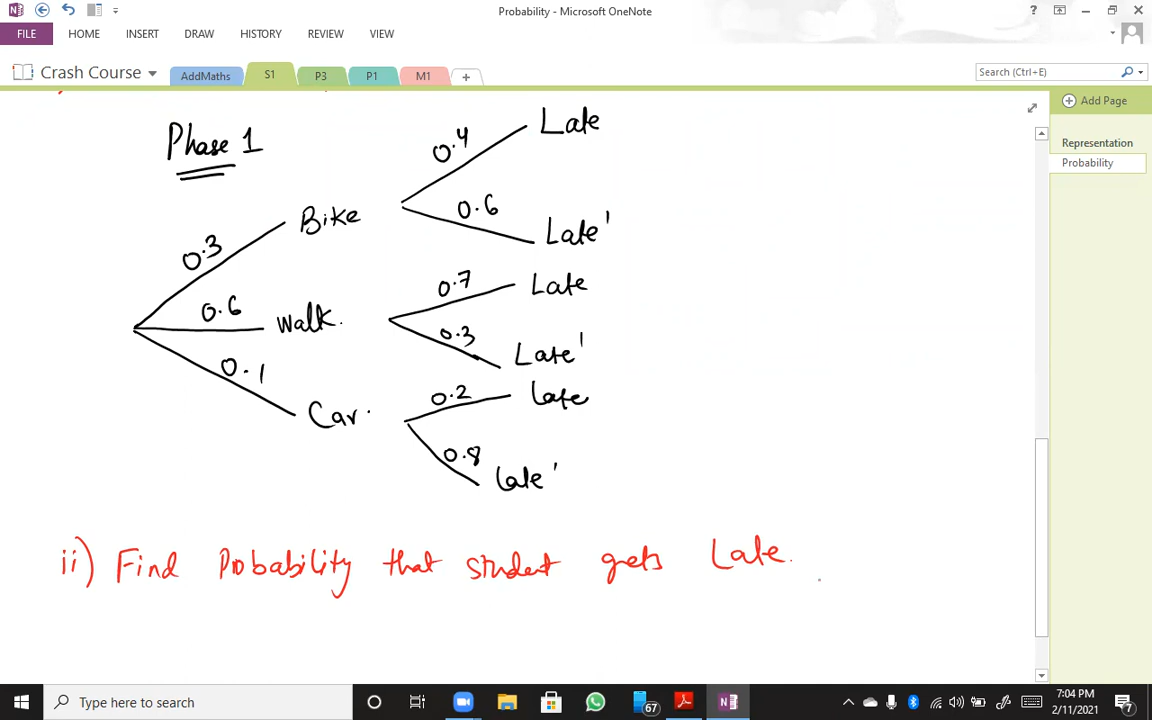 Probability - Microsoft OneNote
FILE HOME INSERT DRAW HISTORY REVIEW VIEW
Crash Course AddMaths S1 P3 P1 M1 Search (Ctrl+E)
Add Page
Representation
Probability
Phase 1
0.4 Late
0.6 Late'
0.3 Bike
0.7 Late
0.6 Walk.
0.3 Late'
0.1 Car.
0.2 late
0.8 late'
ii) Find Probability that student gets Late.
Type here to search
67
7:04 PM
2/11/2021
7